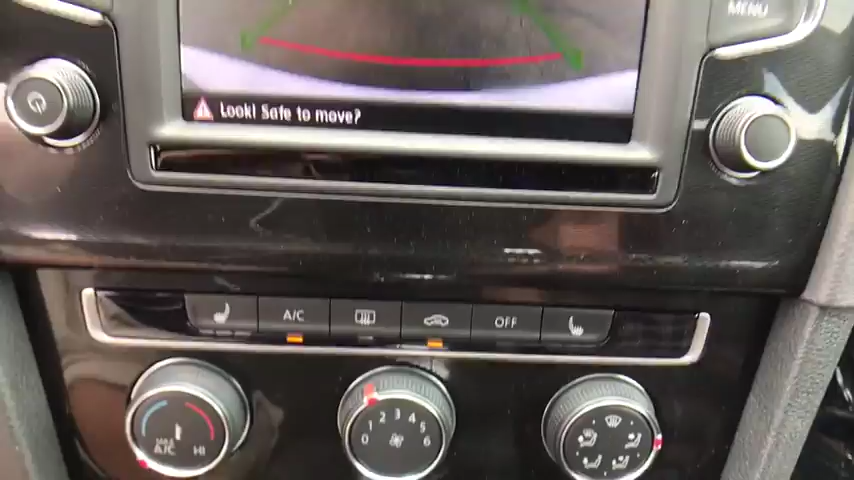 MENU
Look! Safe to move?
A/C
OFF
MAX
A/C
HI
0 1 2 3 4 5 6